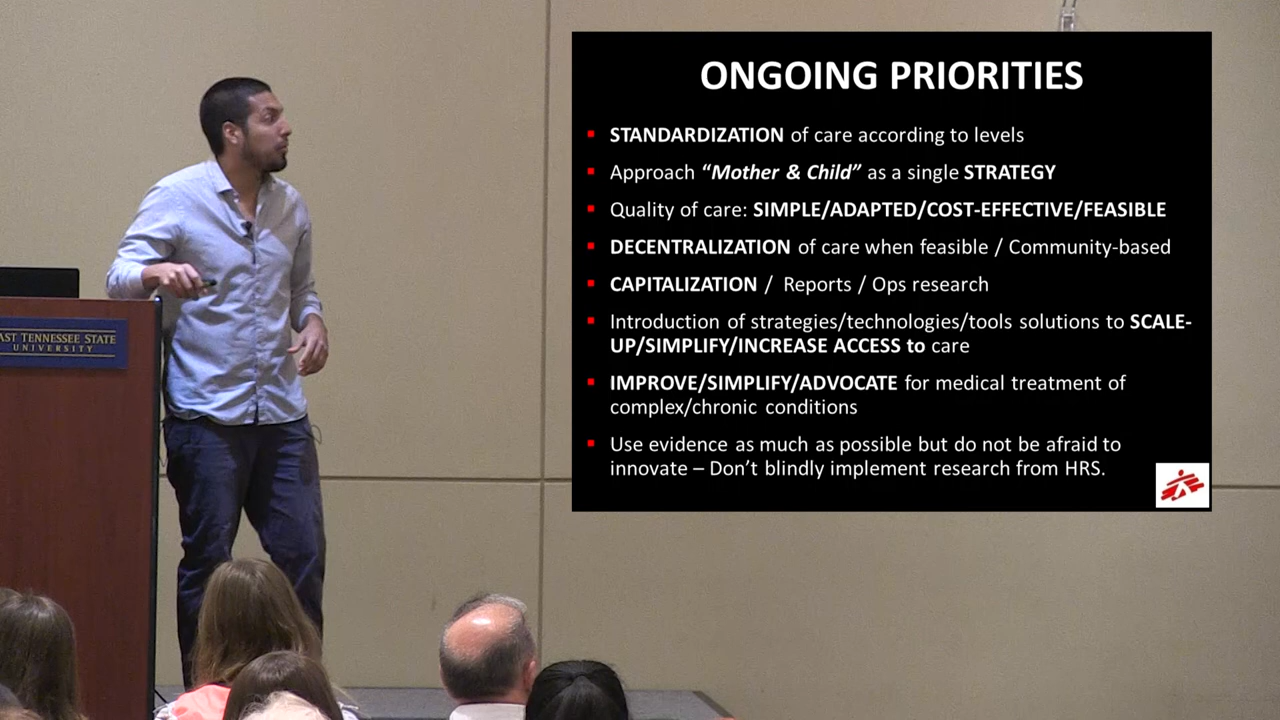 ONGOING PRIORITIES
STANDARDIZATION of care according to levels
Approach “Mother & Child” as a single STRATEGY
Quality of care: SIMPLE/ADAPTED/COST-EFFECTIVE/FEASIBLE
DECENTRALIZATION of care when feasible / Community-based
CAPITALIZATION / Reports / Ops research
Introduction of strategies/technologies/tools solutions to SCALE-
UP/SIMPLIFY/INCREASE ACCESS to care
IMPROVE/SIMPLIFY/ADVOCATE for medical treatment of
complex/chronic conditions
Use evidence as much as possible but do not be afraid to
innovate – Don’t blindly implement research from HRS.
AST TENNESSEE STATE
UNIVERSITY